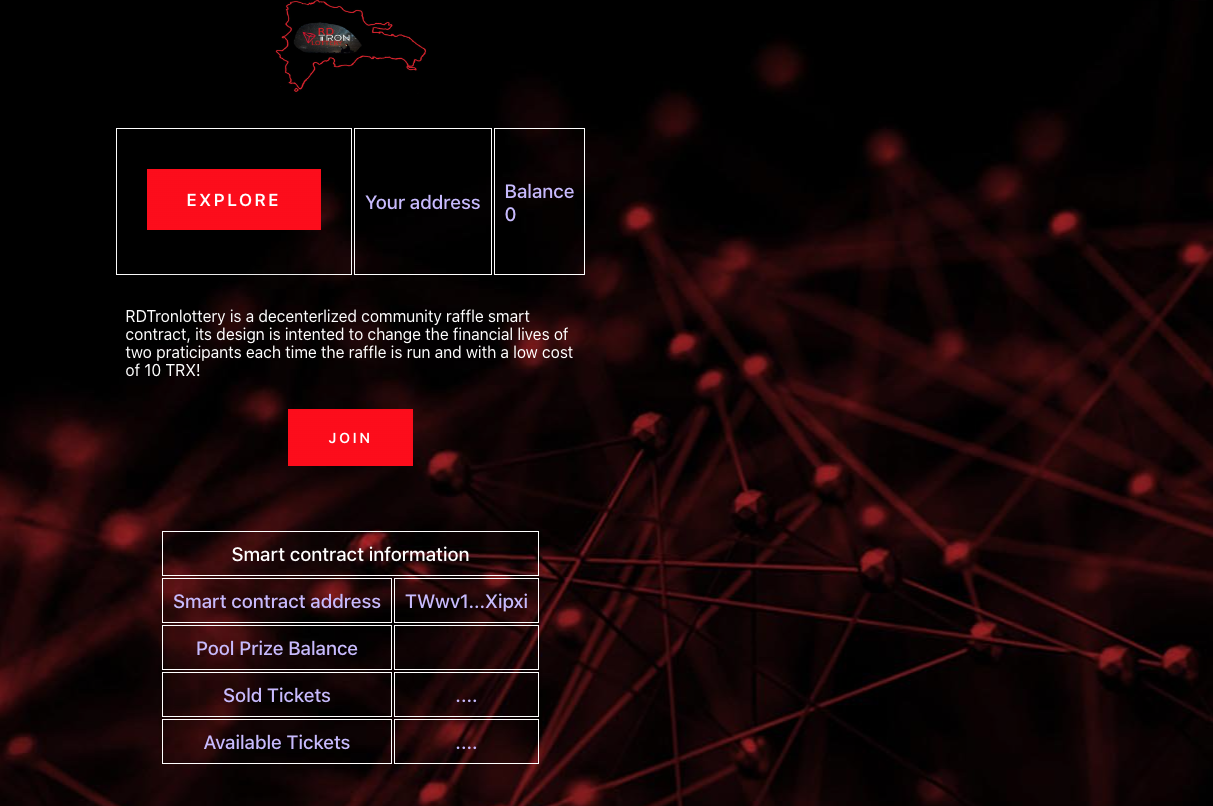 RD
TRON
EXPLORE
Your address
Balance
0
RDTronlottery is a decenterlized community raffle smart
contract, its design is intented to change the financial lives of
two praticipants each time the raffle is run and with a low cost
of 10 TRX!
JOIN
Smart contract information
Smart contract address TWwv1...Xipxi
Pool Prize Balance
Sold Tickets ....
Available Tickets ....